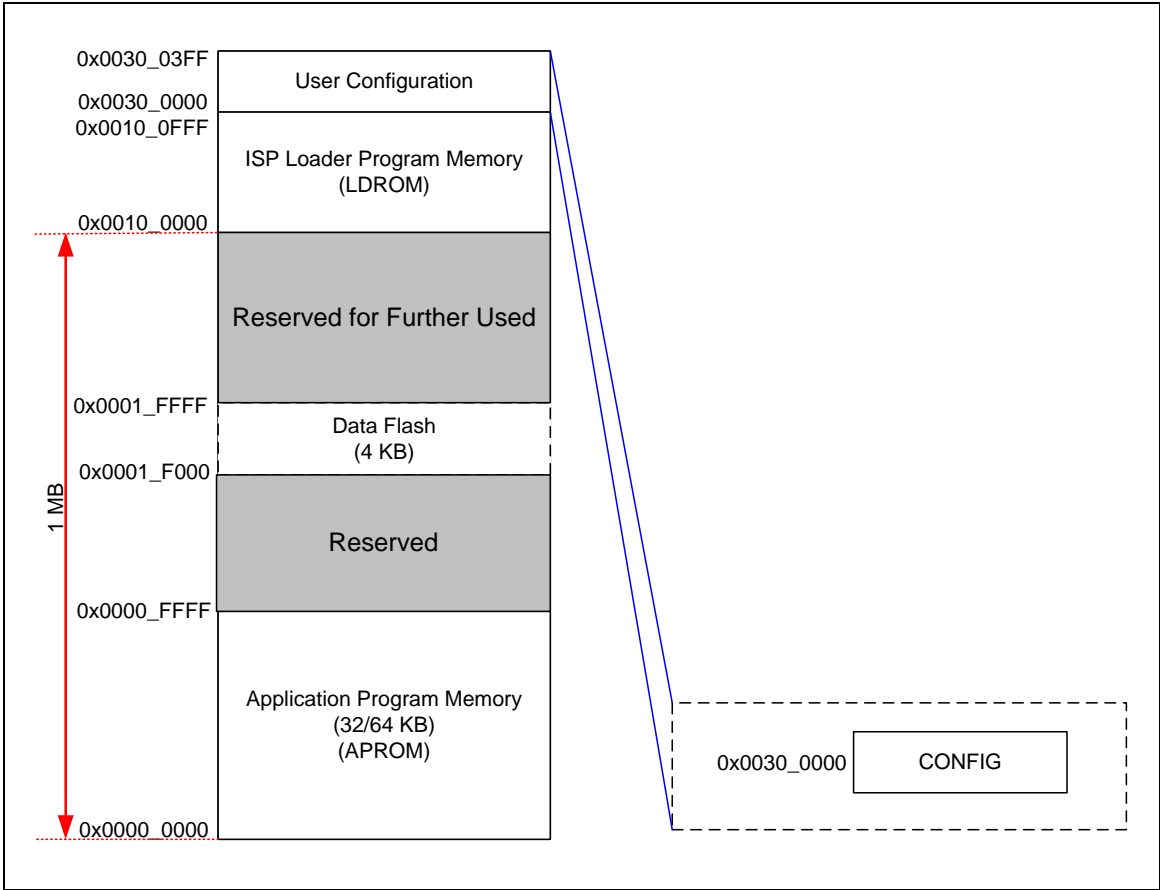 0x0030_03FF
User Configuration
0x0030_0000
0x0010_0FFF
ISP Loader Program Memory
(LDROM)
0x0010_0000
Reserved for Further Used
0x0001_FFFF
Data Flash
(4 KB)
0x0001_F000
1 MB
Reserved
0x0000_FFFF
Application Program Memory
(32/64 KB)
(APROM)
0x0000_0000
0x0030_0000
CONFIG